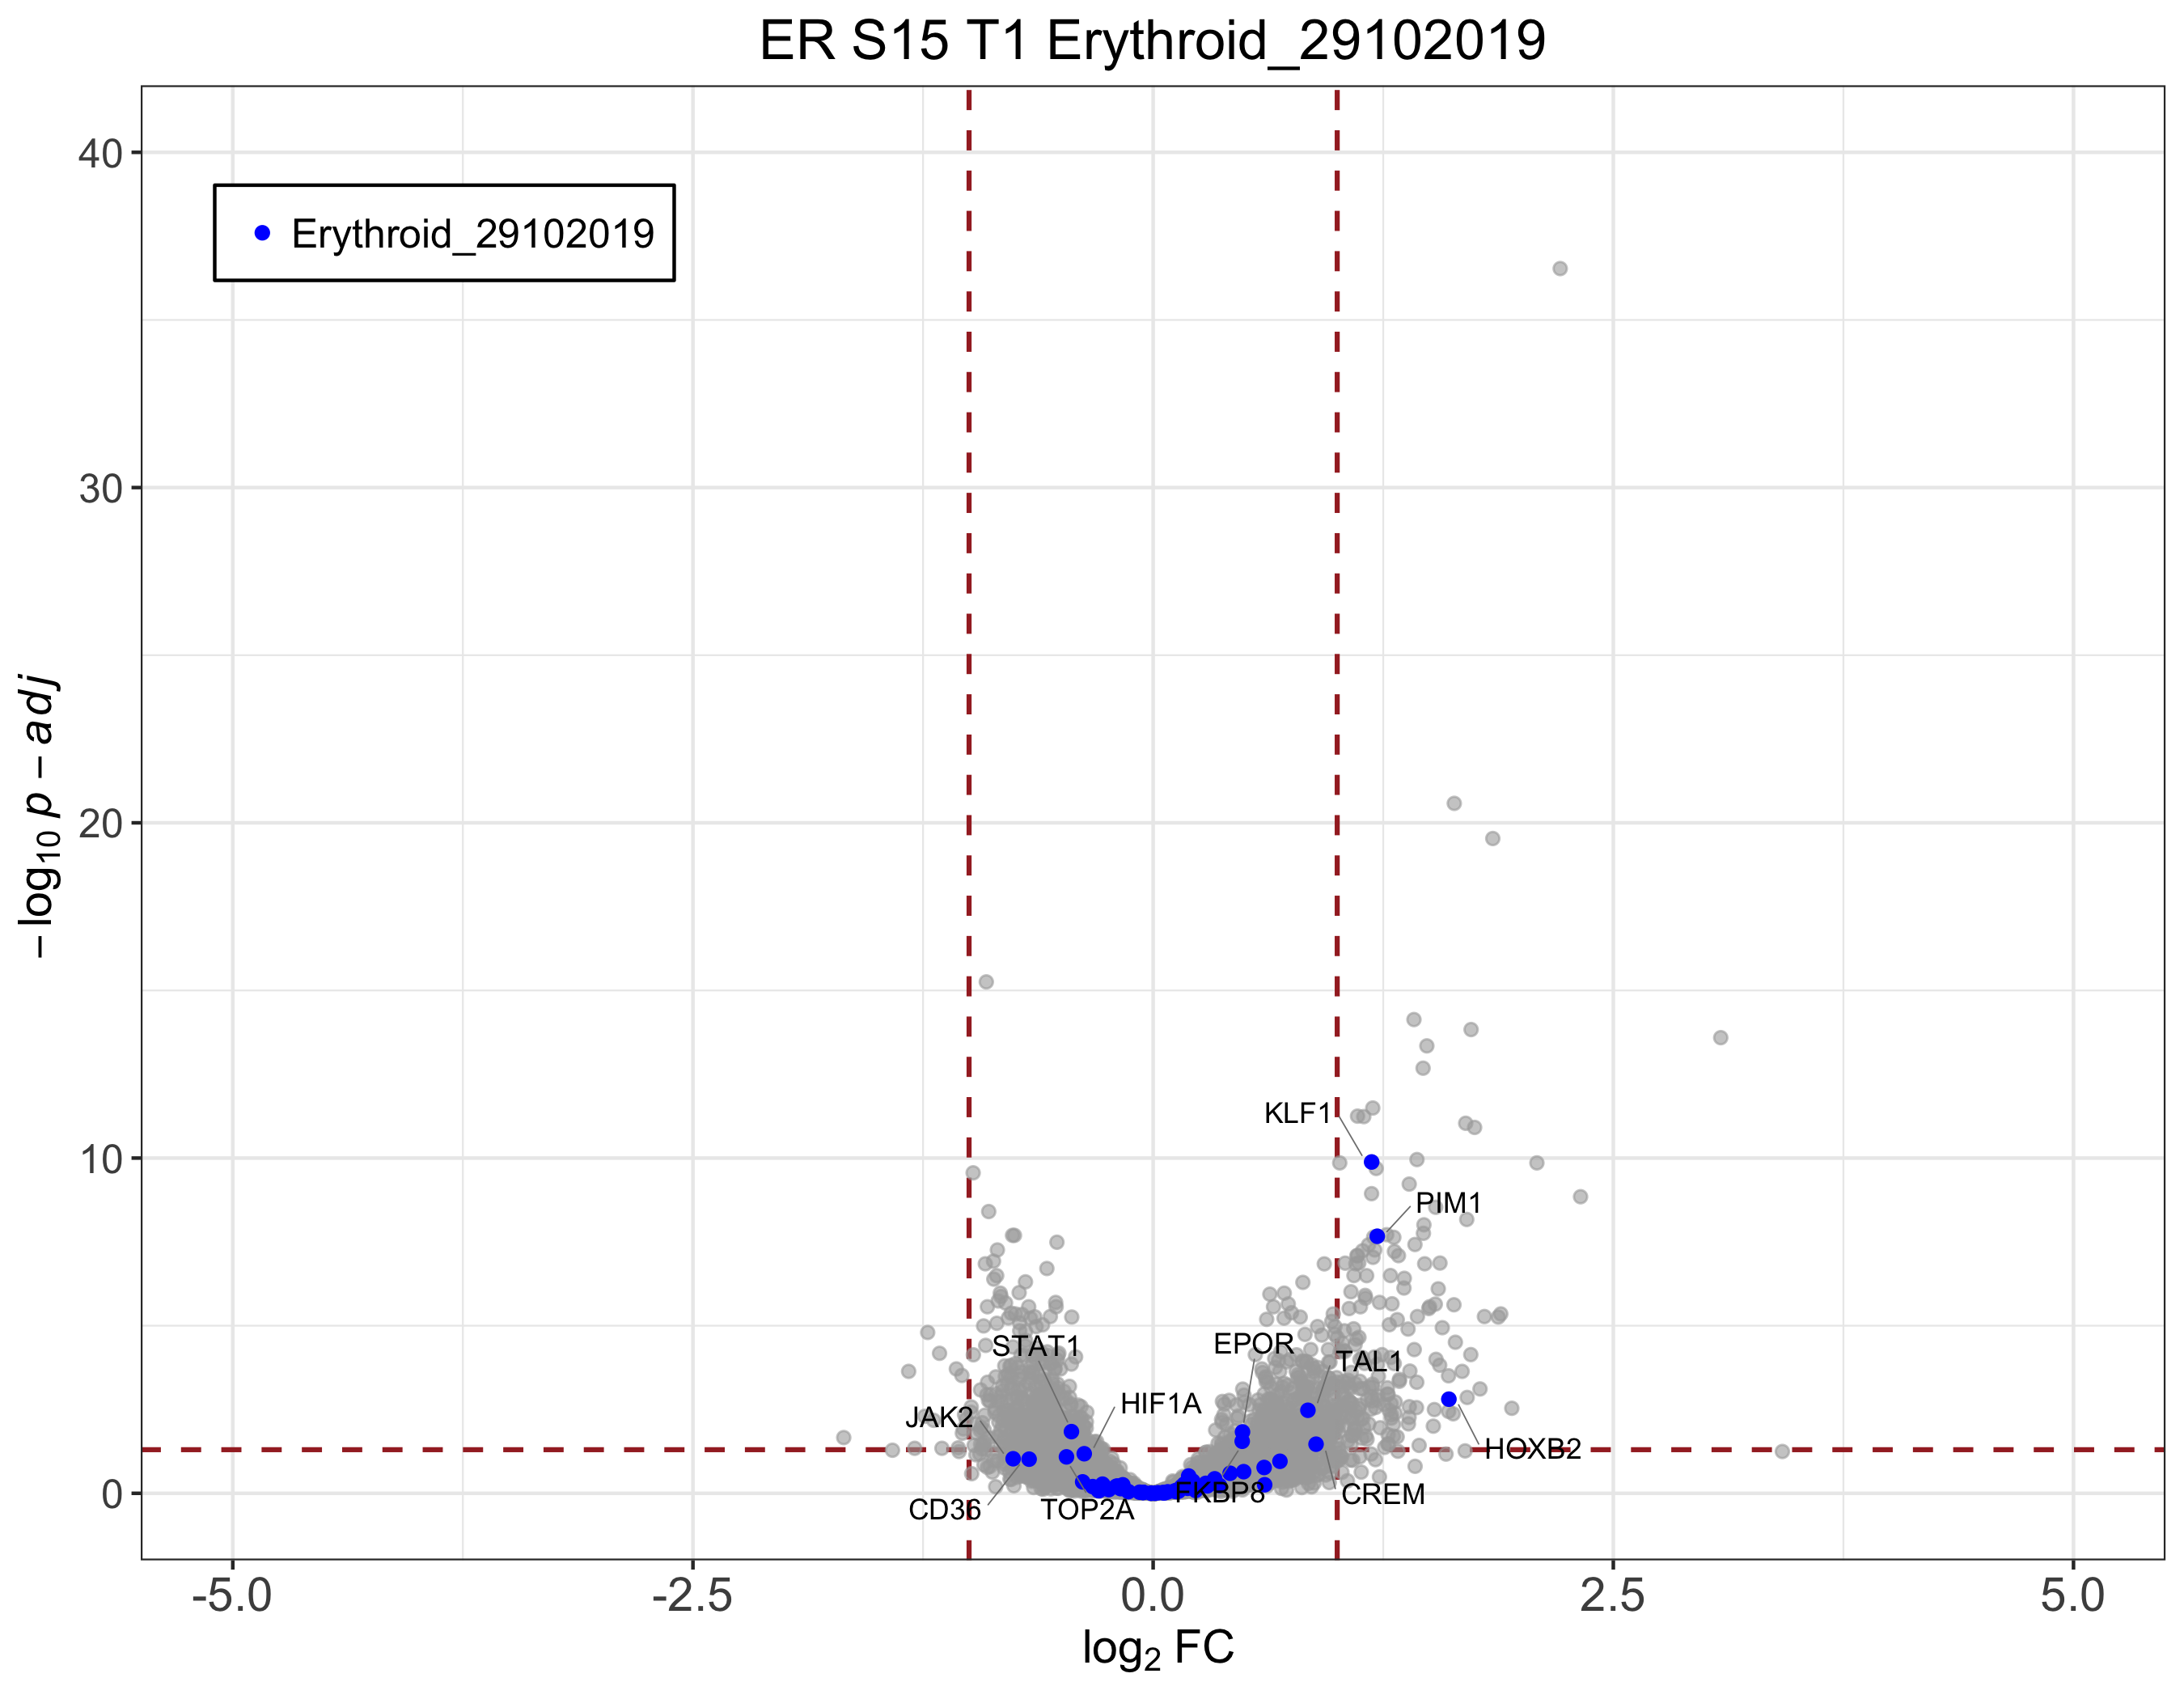 ER S15 T1 Erythroid_29102019
Erythroid_29102019
−log10 p − adj
40
30
20
10
0
KLF1
PIM1
STAT1
EPOR
TAL1
HIF1A
JAK2
HOXB2
FKBP8
CREM
CD36
TOP2A
-5.0
-2.5
0.0
2.5
5.0
log2 FC